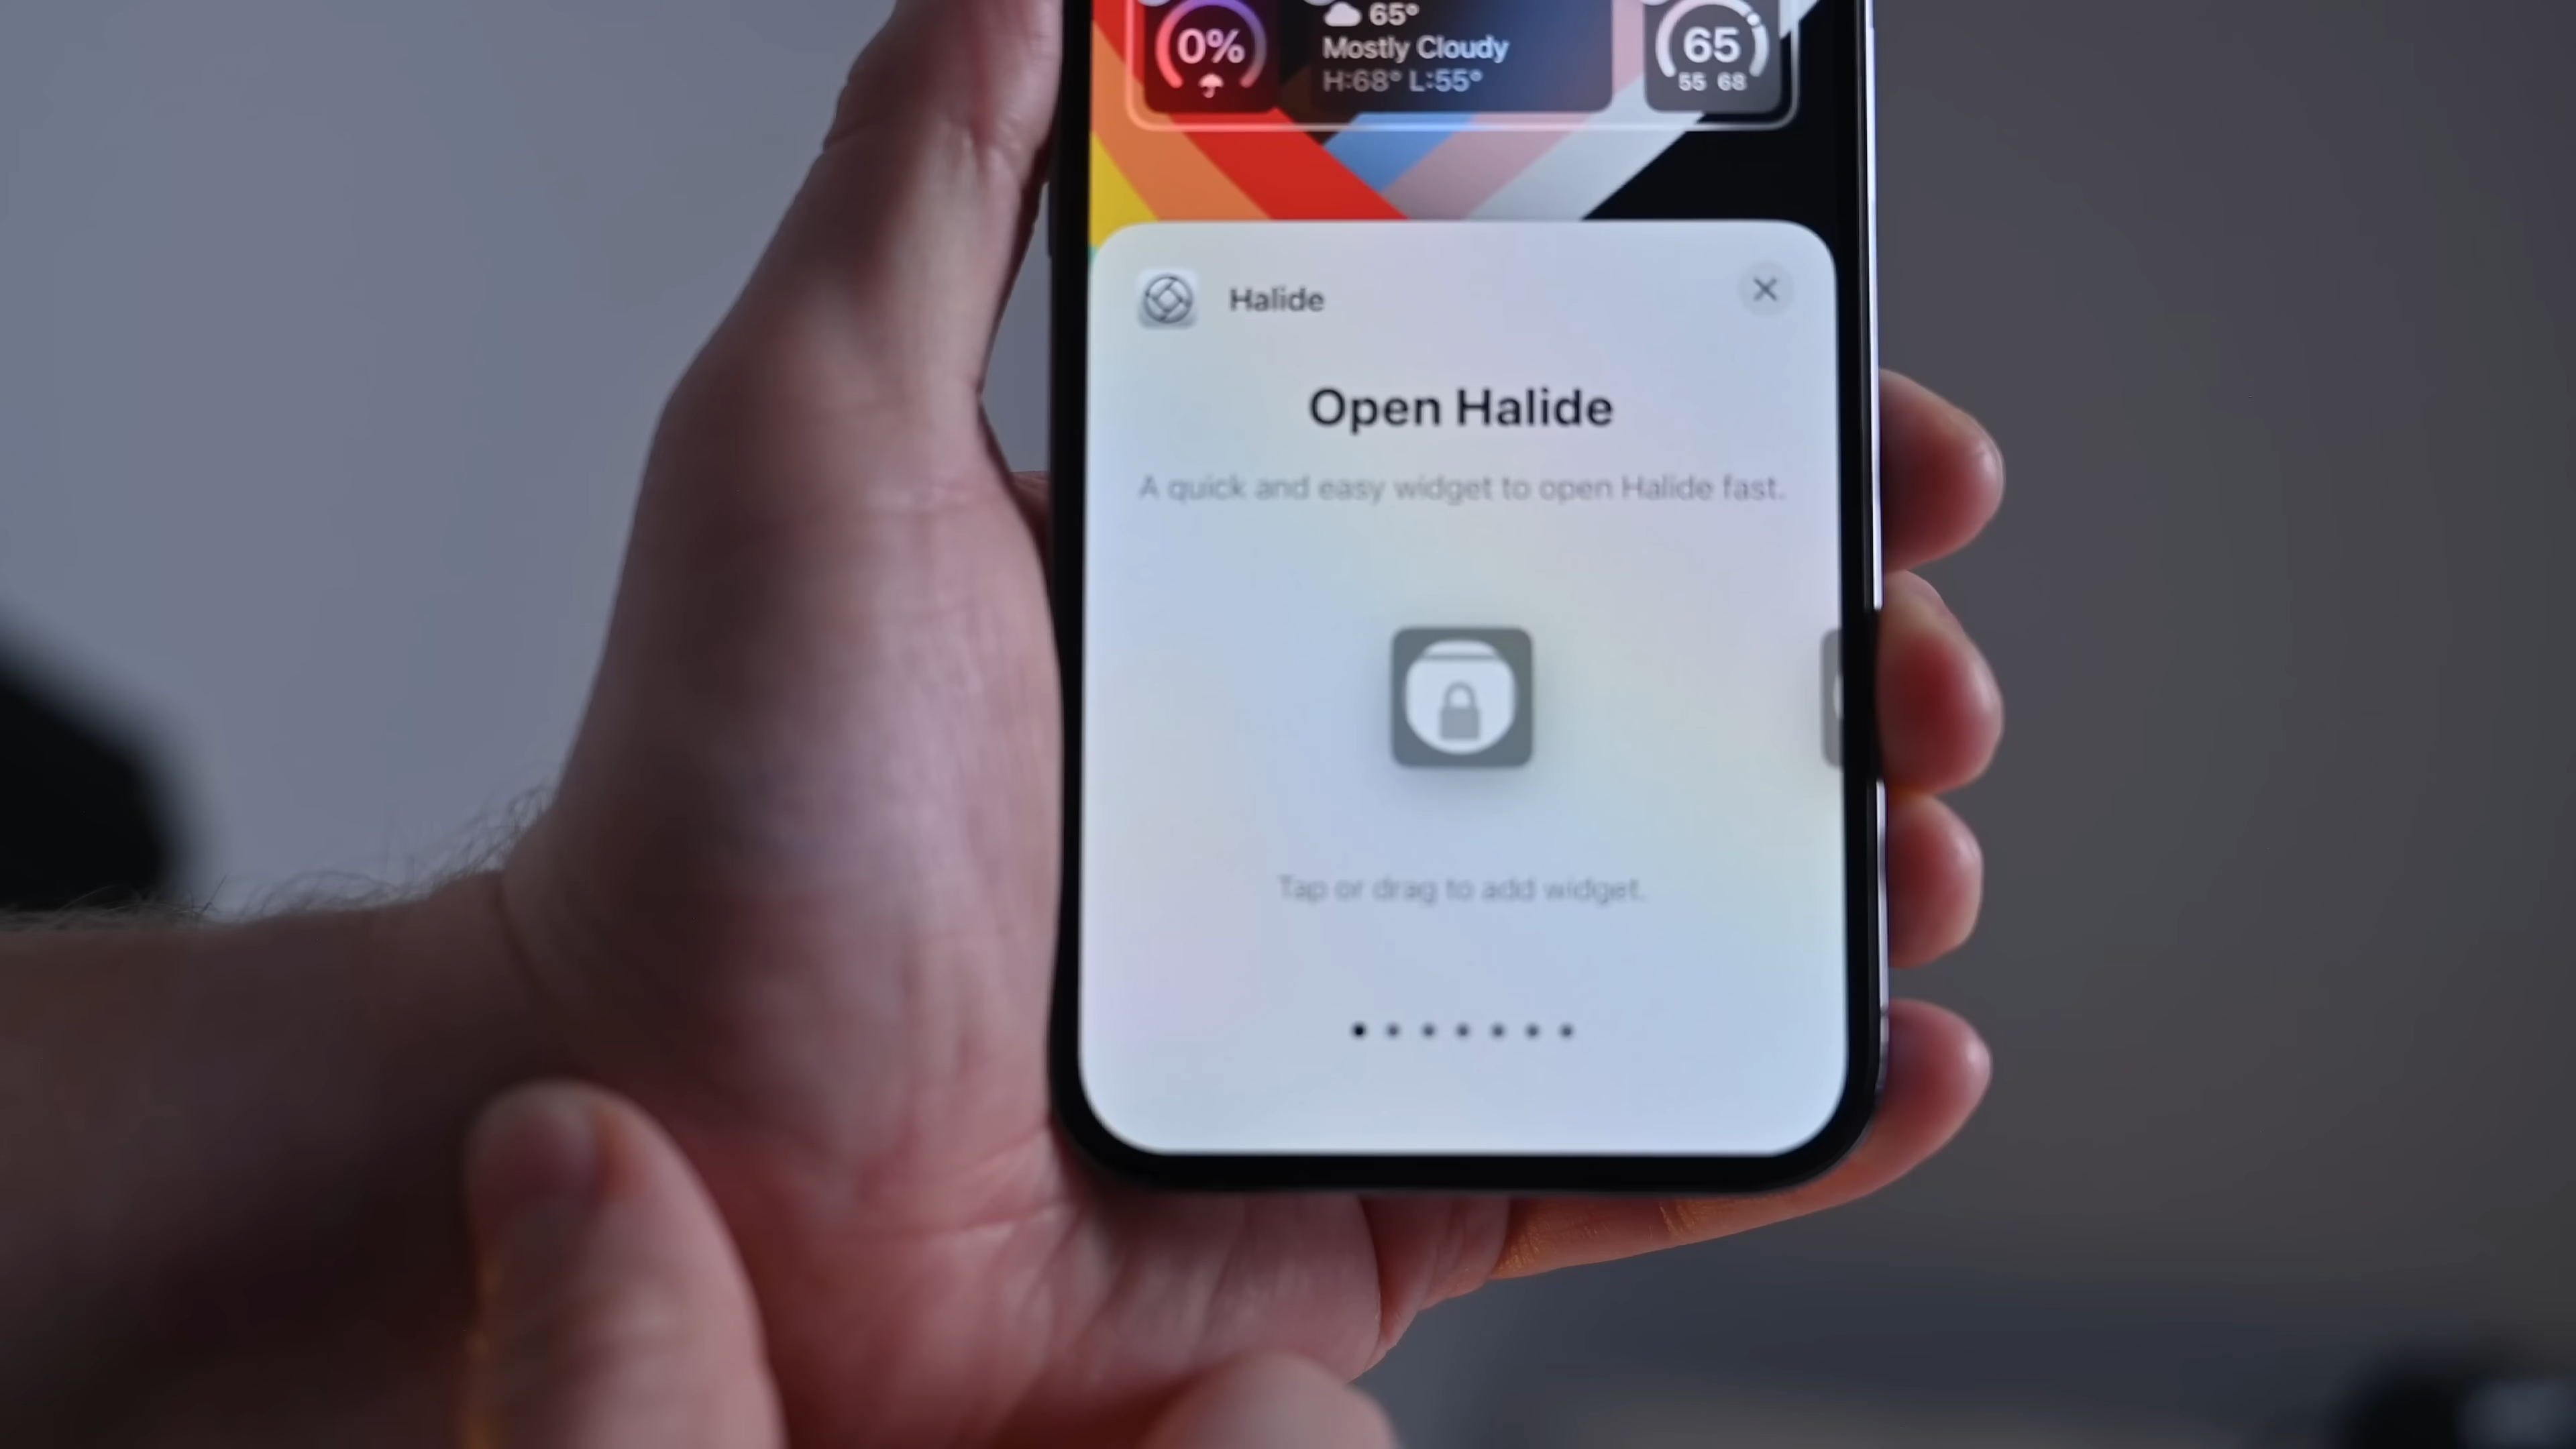 0%
65°
Mostly Cloudy
H:68° L:55°
65
55 68
Halide
Open Halide
A quick and easy widget to open Halide fast.
Tap or drag to add widget.